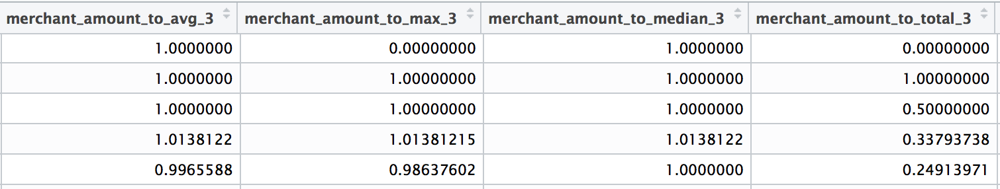 merchant_amount_to_avg_3 merchant_amount_to_max_3 merchant_amount_to_median_3 merchant_amount_to_total_3
1.0000000 0.00000000 1.0000000 0.00000000
1.0000000 1.00000000 1.0000000 1.00000000
1.0000000 1.00000000 1.0000000 0.50000000
1.0138122 1.01381215 1.0138122 0.33793738
0.9965588 0.98637602 1.0000000 0.24913971